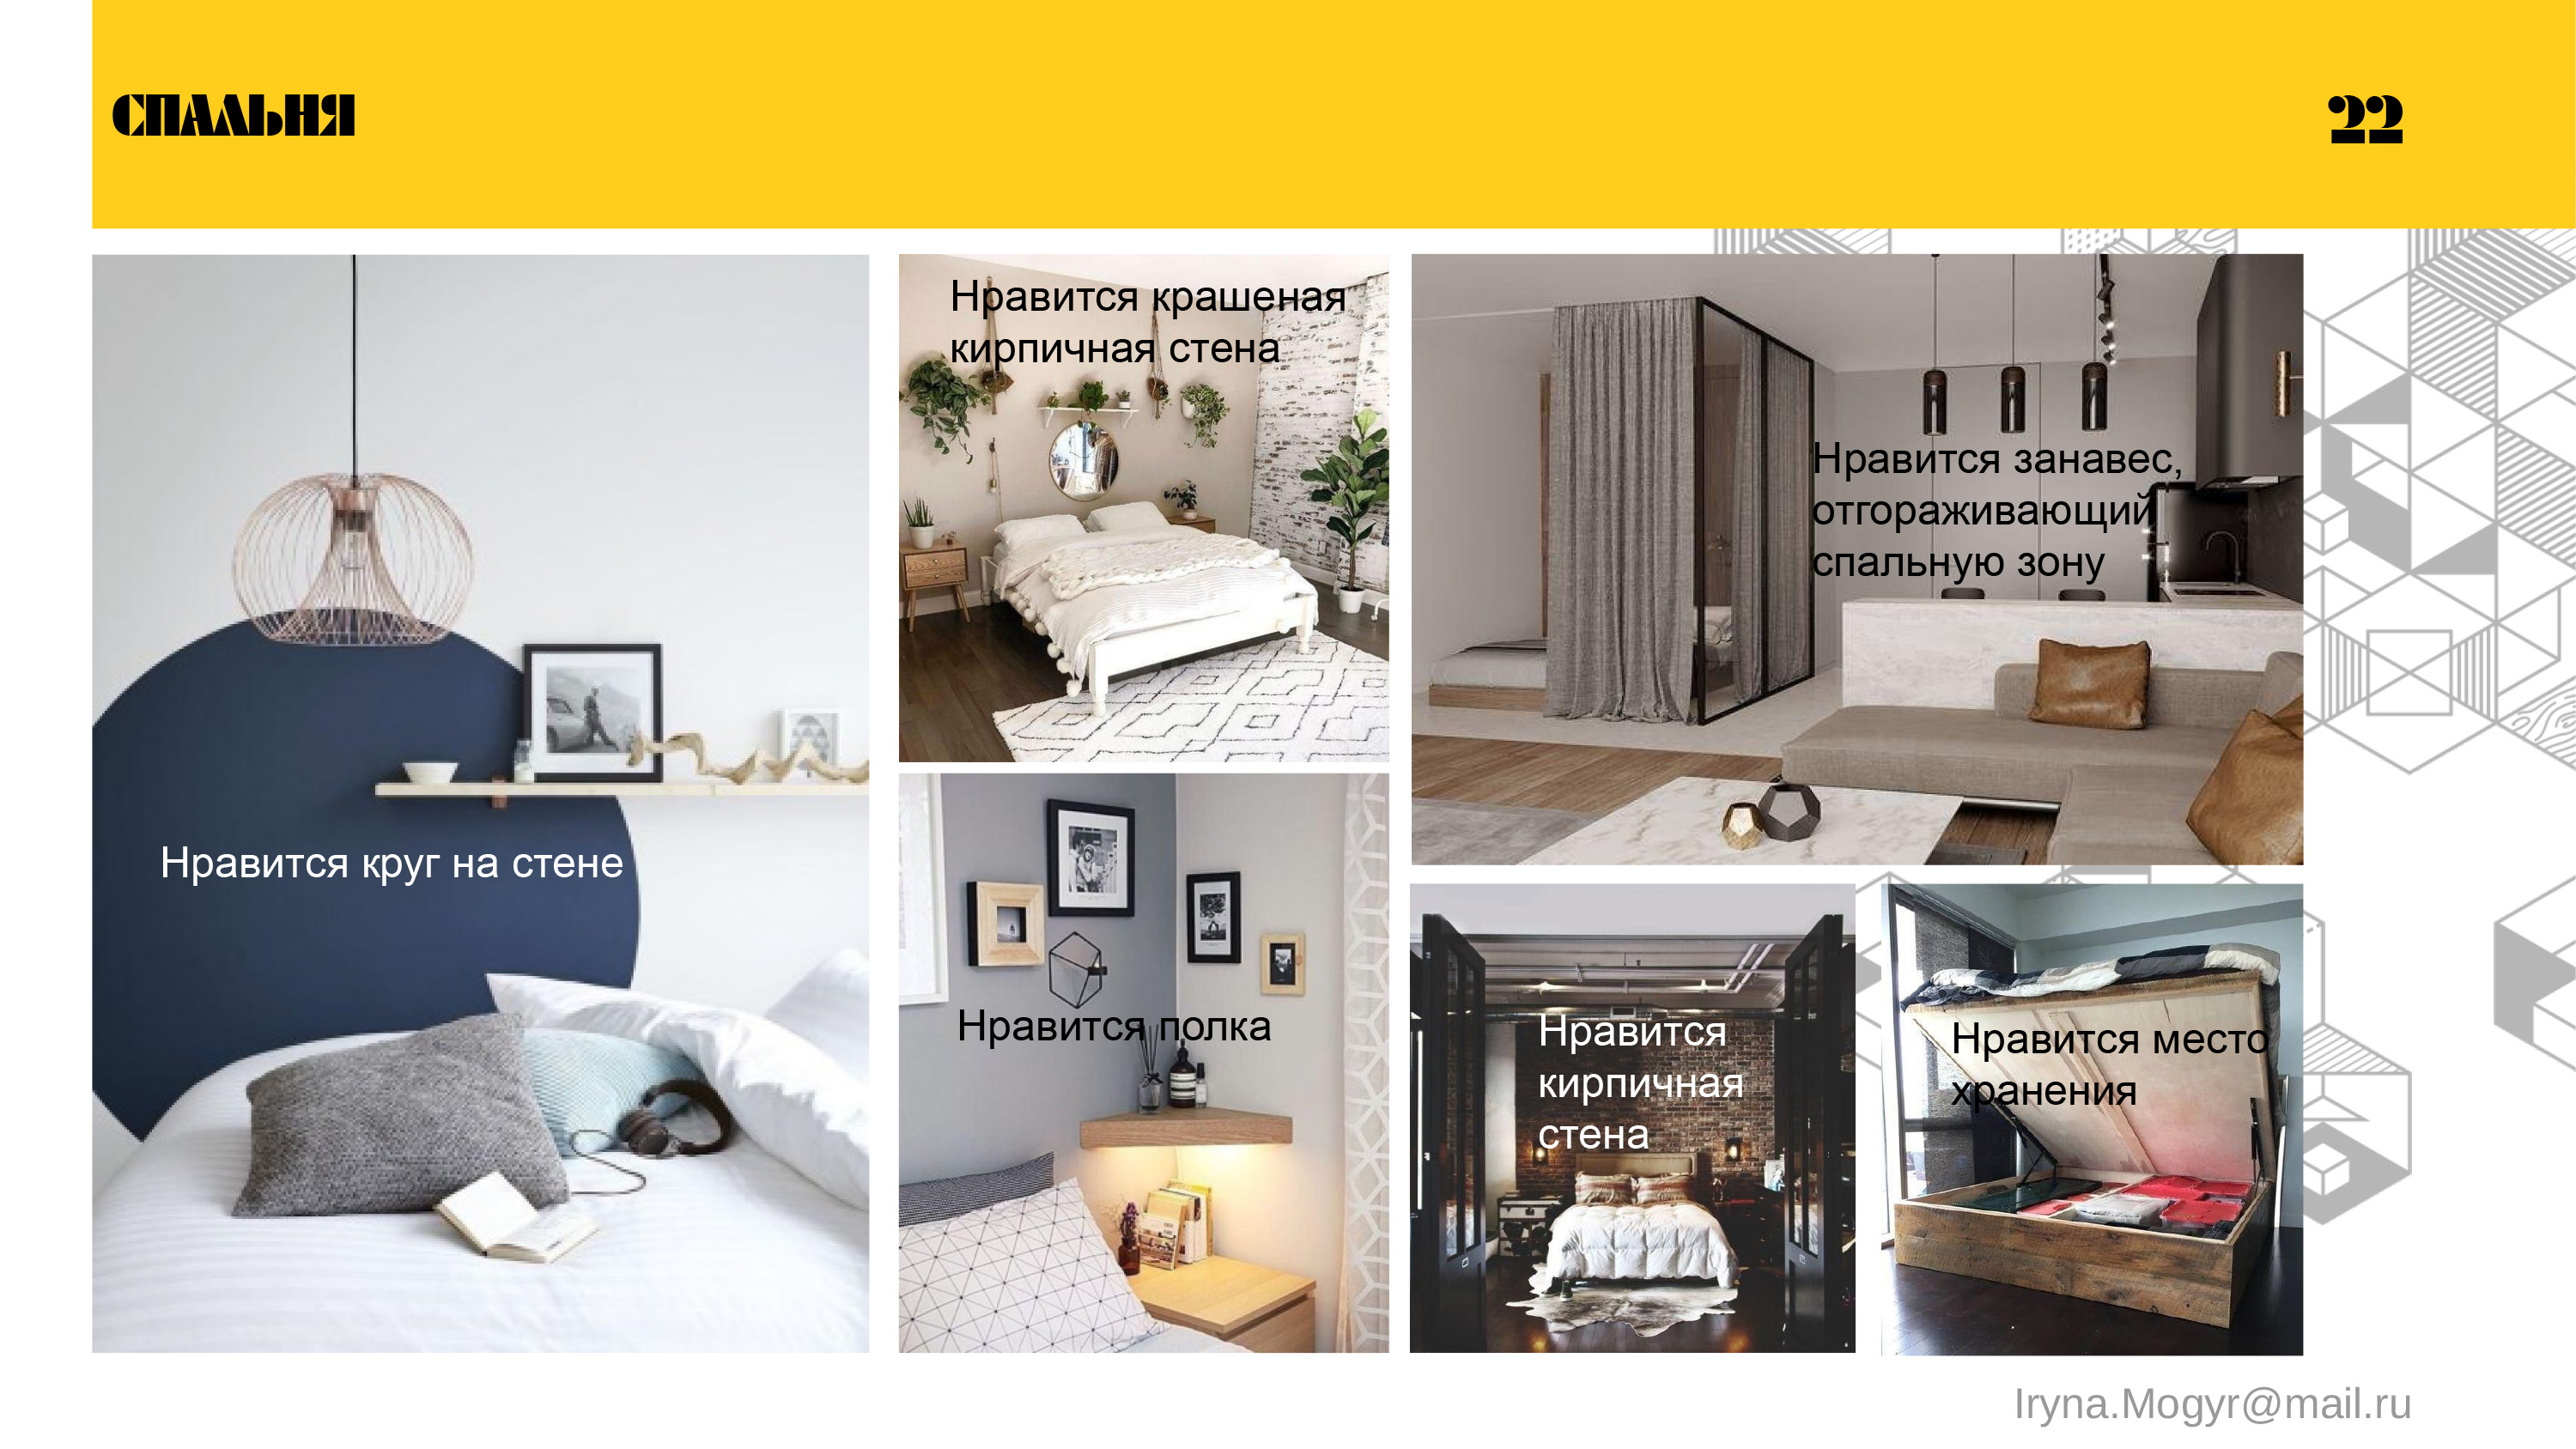 СПАЛЬНЯ
22
Нравится круг на стене
Нравится крашеная
кирпичная стена
Нравится полка
Нравится занавес,
отгораживающий
спальную зону
Нравится
кирпичная
стена
Нравится место
хранения
Iryna.Mogyr@mail.ru